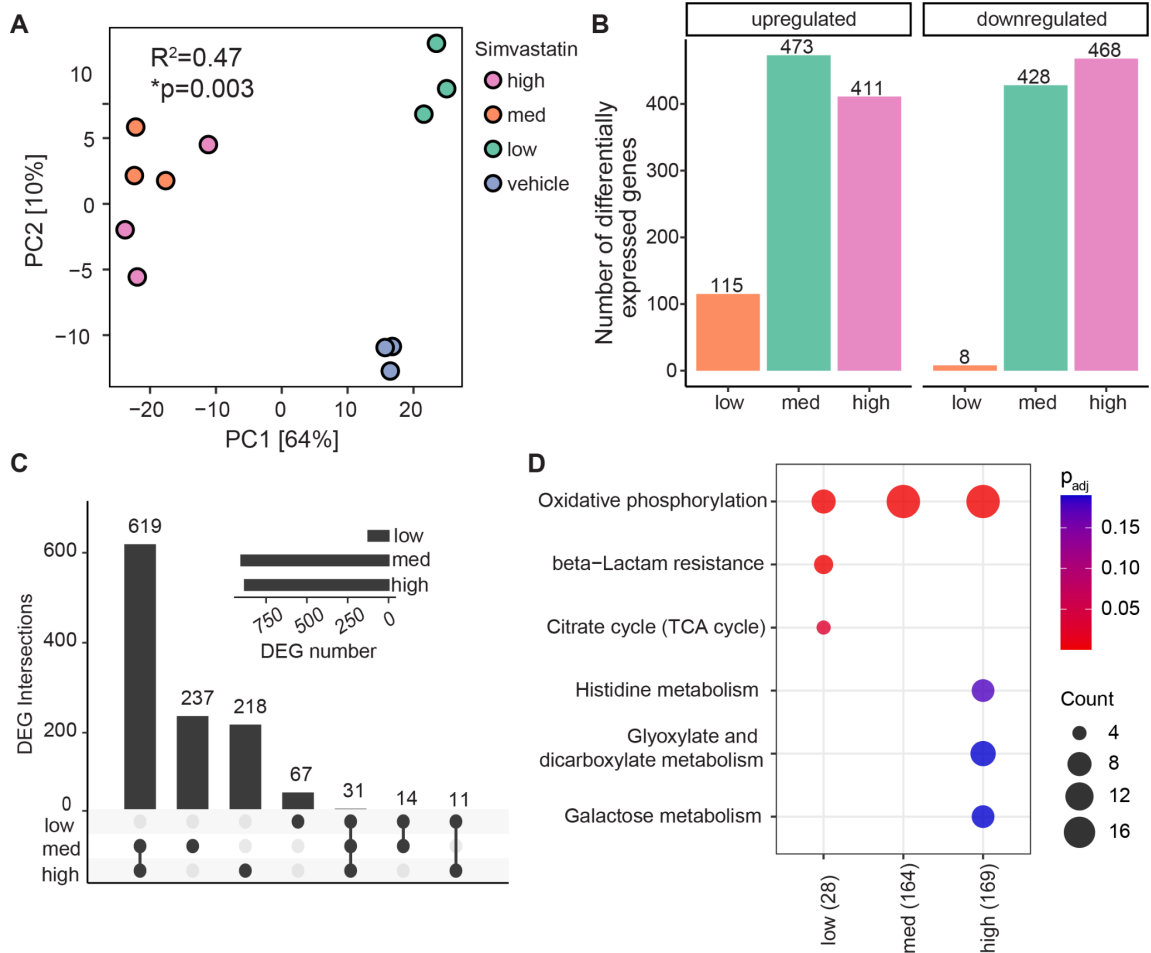 A
R²=0.47
*p=0.003
10
5
0
−5
−10
PC2 [10%]
−20
−10
0
10
20
PC1 [64%]
Simvastatin
high
med
low
vehicle
B
upregulated
downregulated
Number of differentially
expressed genes
400
300
200
100
0
115
473
411
8
428
468
low
med
high
low
med
high
C
DEG Intersections
600
400
200
0
619
237
218
67
31
14
11
low
med
high
750
500
250
0
DEG number
low
med
high
D
Oxidative phosphorylation
beta−Lactam resistance
Citrate cycle (TCA cycle)
Histidine metabolism
Glyoxylate and
dicarboxylate metabolism
Galactose metabolism
low (28)
med (164)
high (169)
p adj
0.15
0.10
0.05
Count
4
8
12
16